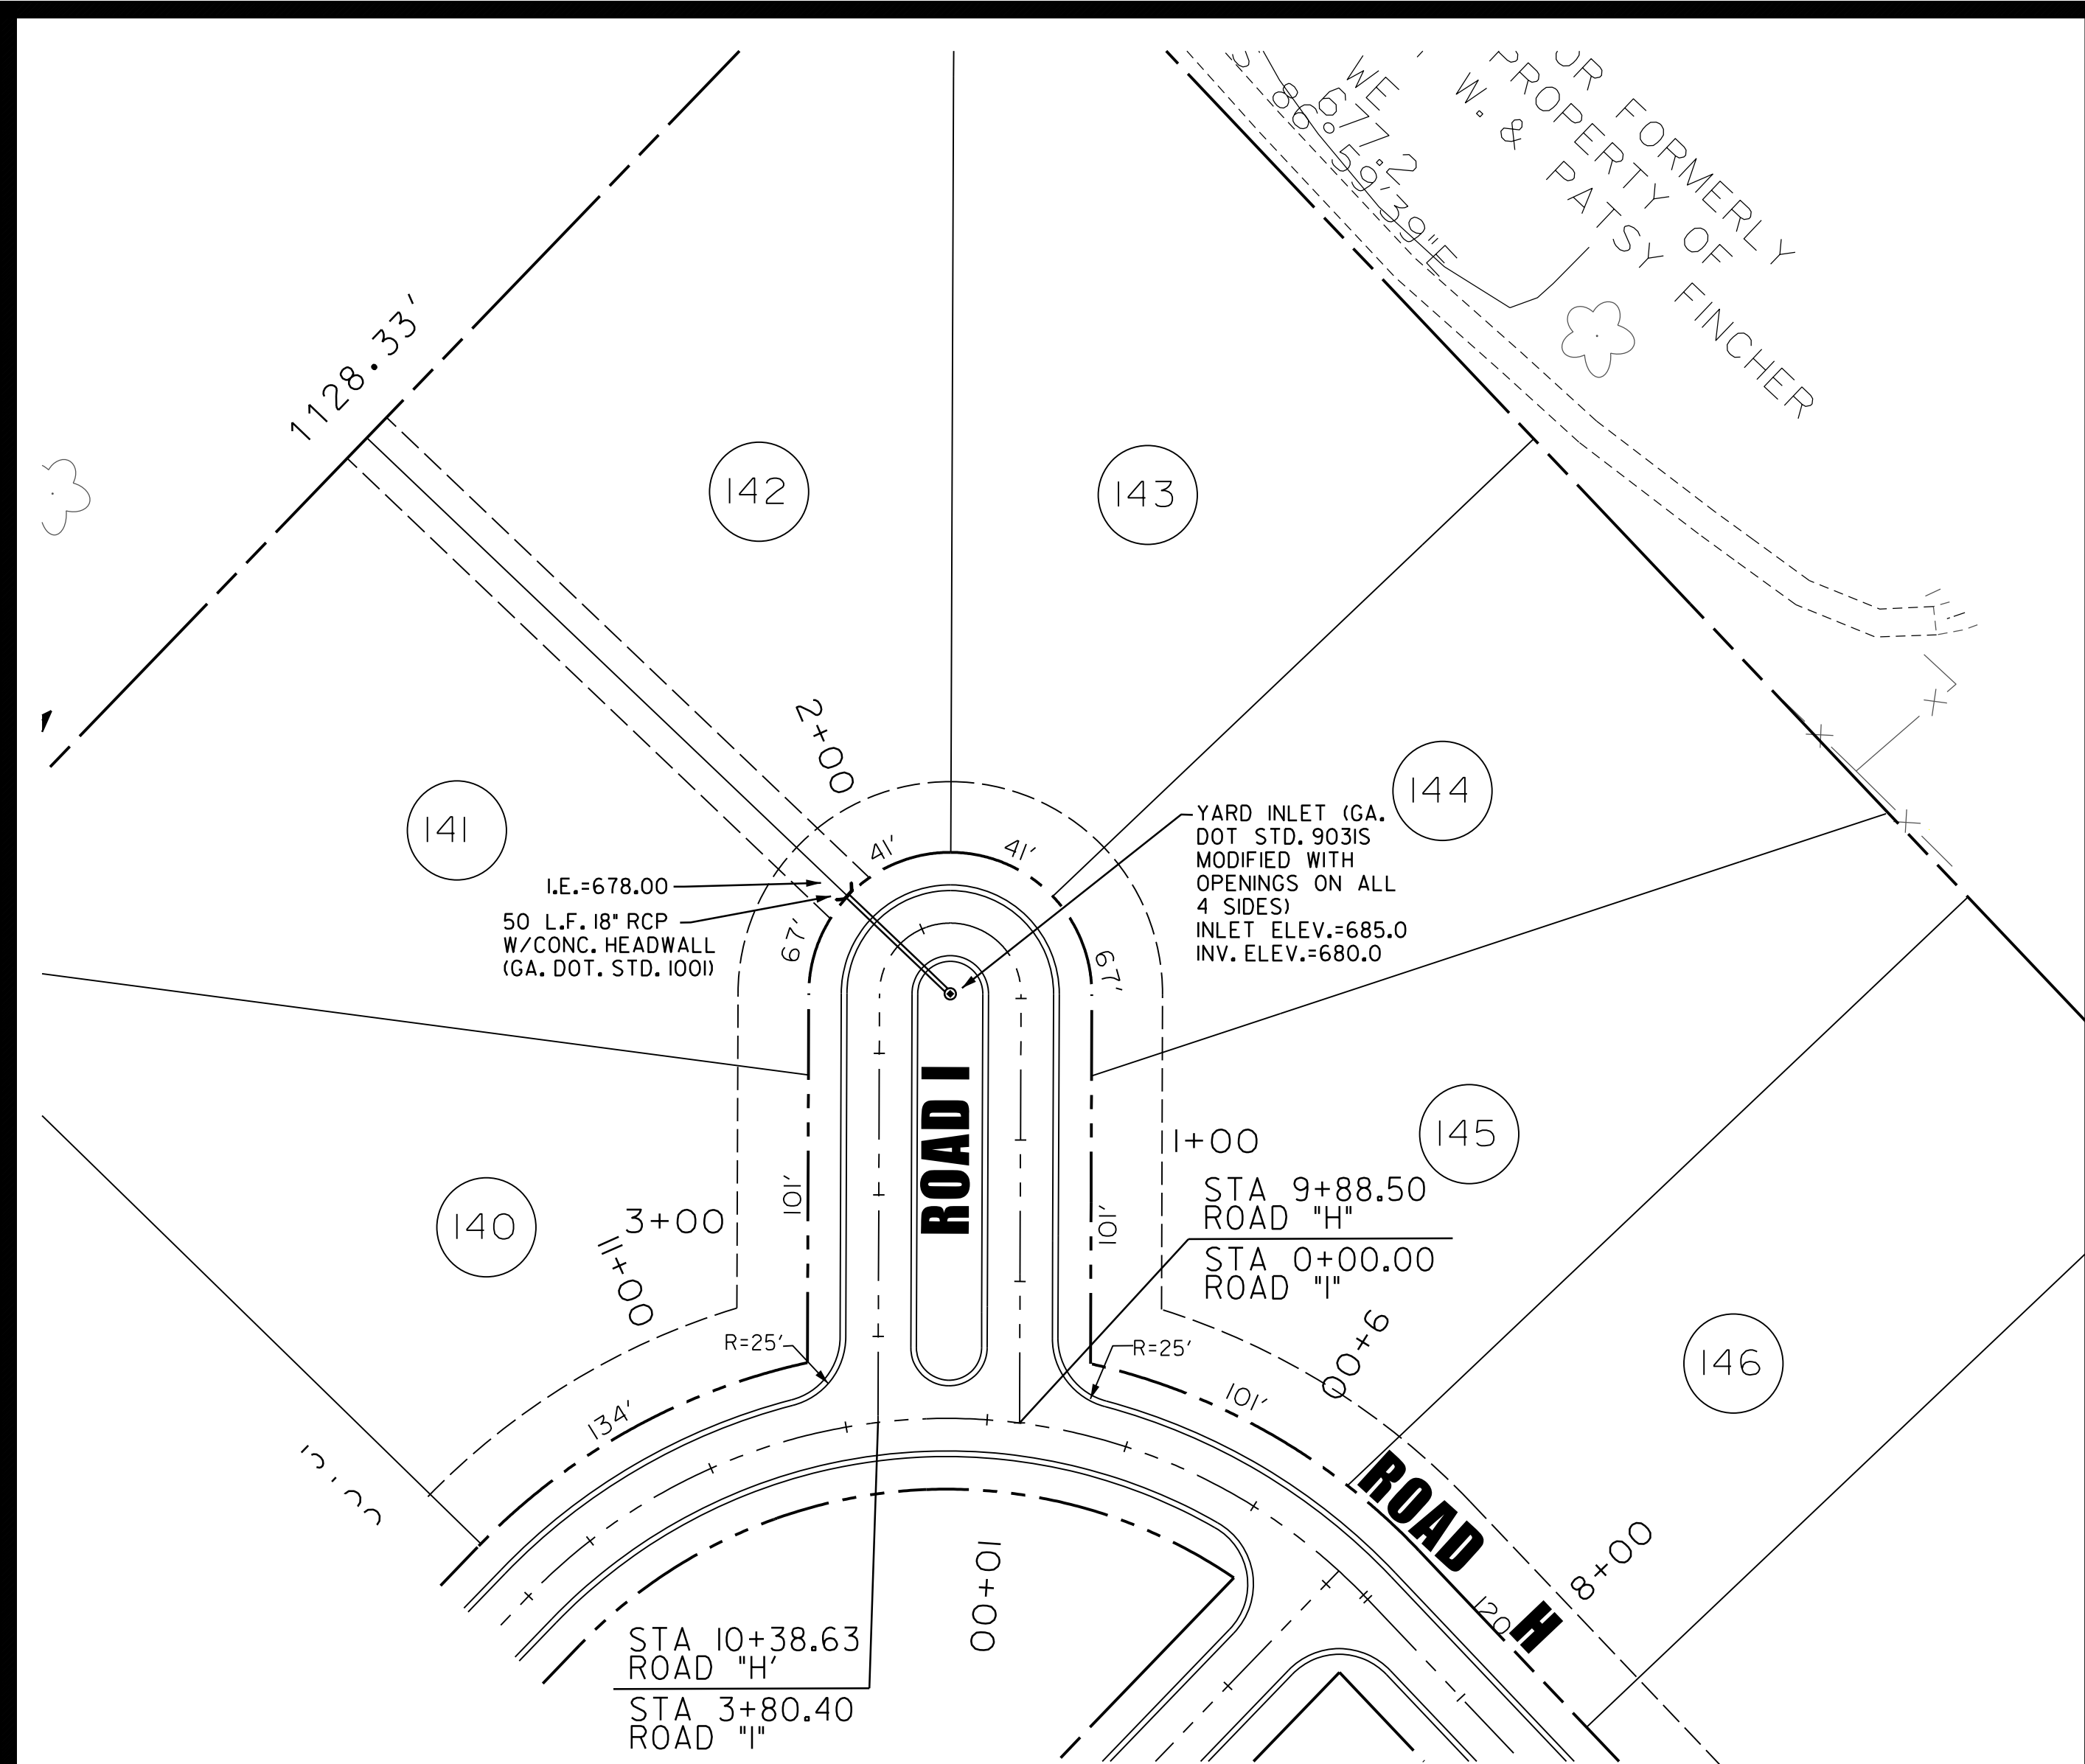 OR FORMERLY
PROPERTY OF
W. & PATSY FINCHER
WE 677.2
S 86°59'39"E
1128.33'
142
143
141
144
2+00
41'
41'
67'
67'
I.E.=678.00
50 L.F. 18" RCP
W/CONC. HEADWALL
(GA. DOT. STD. 1001)
YARD INLET (GA.
DOT STD. 9031S
MODIFIED WITH
OPENINGS ON ALL
4 SIDES)
INLET ELEV.=685.0
INV. ELEV.=680.0
ROAD I
1+00
145
101'
101'
STA 9+88.50
ROAD "H"
STA 0+00.00
ROAD "I"
140
3+00
11+00
R=25'
R=25'
9+00
146
134'
101'
ROAD H
8+00
120
10+00
STA 10+38.63
ROAD "H'
STA 3+80.40
ROAD "I"